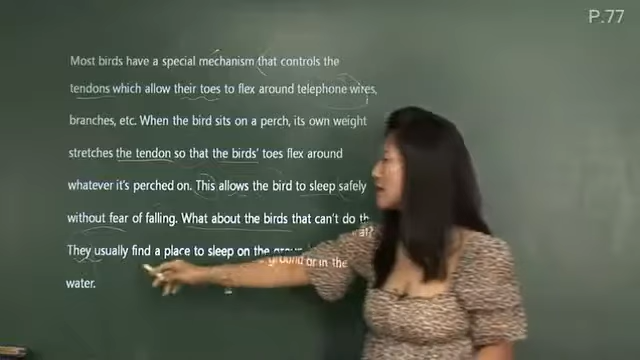 P.77
Most birds have a special mechanism that controls the
tendons which allow their toes to flex around telephone wires,
branches, etc. When the bird sits on a perch, its own weight
stretches the tendon so that the birds' toes flex around
whatever it's perched on. This allows the bird to sleep safely
without fear of falling. What about the birds that can't do that?
They usually find a place to sleep on the ground or in the
water.